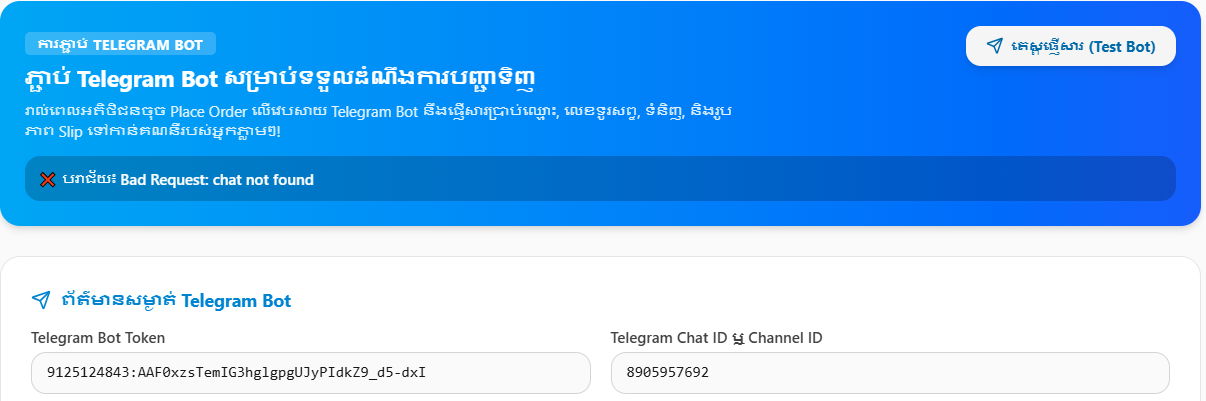 ការភ្ជាប់ TELEGRAM BOT
តេស្តផ្ញើសារ (Test Bot)
ភ្ជាប់ Telegram Bot សម្រាប់ទទួលដំណឹងការបញ្ជាទិញ
រាល់ពេលអតិថិជនចុច Place Order លើវេបសាយ Telegram Bot នឹងផ្ញើសារប្រាប់ឈ្មោះ, លេខទូរសព្ទ, ទំនិញ, និងរូប
ភាព Slip ទៅកាន់គណនីរបស់អ្នកភ្លាមៗ!
❌ បរាជ័យ៖ Bad Request: chat not found
ព័ត៌មានសម្ងាត់ Telegram Bot
Telegram Bot Token
Telegram Chat ID ឬ Channel ID
9125124843:AAF0xzsTemIG3hglgpgUJyPIdkZ9_d5-dxI
8905957692